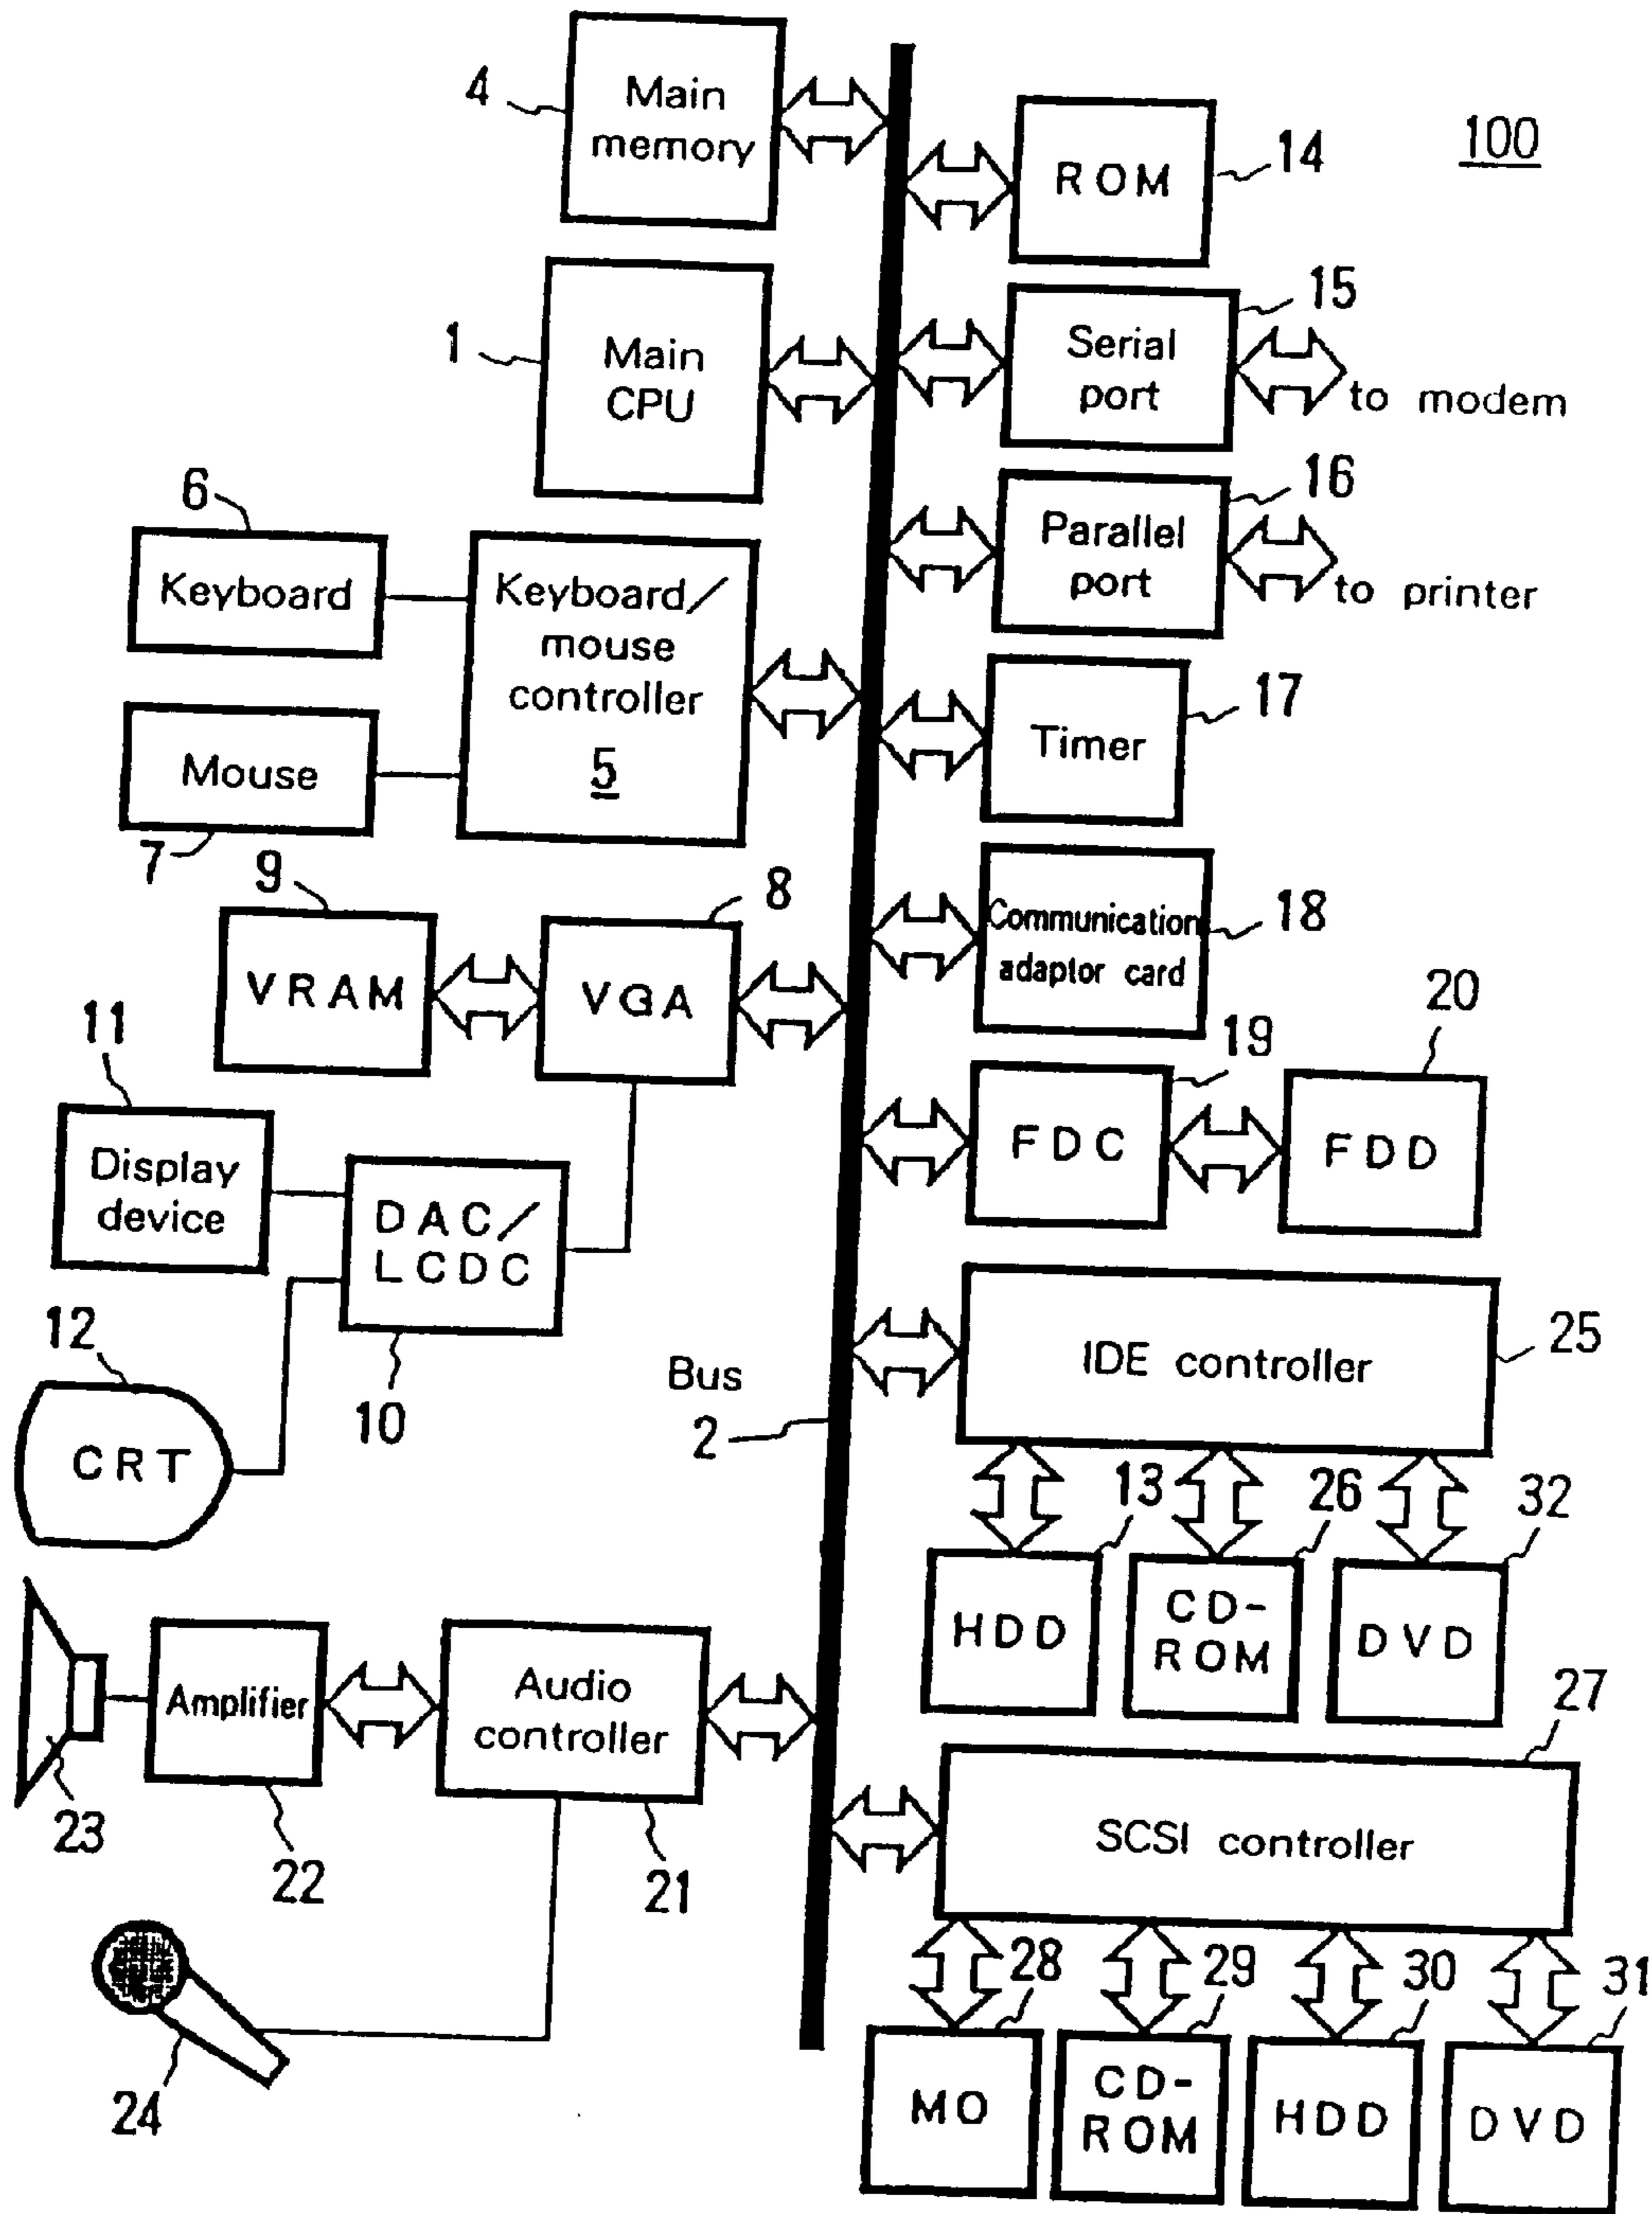 4
Main
memory
ROM
14
100
1
Main
CPU
15
Serial
port
to modem
16
Parallel
port
to printer
6
Keyboard
Keyboard/
mouse
controller
5
Mouse
7
Timer
17
9
VRAM
8
VGA
Communication
adaptor card
18
11
Display
device
DAC/
LCDC
10
12
CRT
19
FDC
20
FDD
Bus
2
IDE controller
25
13
HDD
26
CD-
ROM
32
DVD
23
Amplifier
22
Audio
controller
21
24
27
SCSI controller
28
MO
29
CD-
ROM
30
HDD
31
DVD